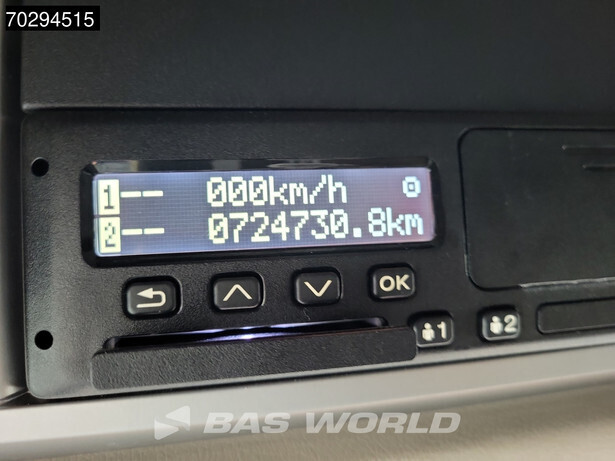 70294515
1 -- 000km/h
2 -- 0724730.8km
OK
1 2
BAS WORLD